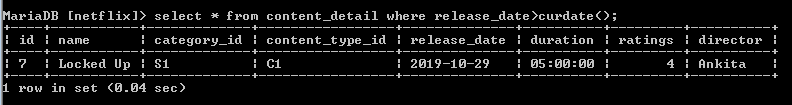 MariaDB [netflix]> select * from content_detail where release_date>curdate();
+----+-----------+-------------+-----------------+--------------+----------+---------+----------+
| id | name      | category_id | content_type_id | release_date | duration | ratings | director |
+----+-----------+-------------+-----------------+--------------+----------+---------+----------+
| 7  | Locked Up | S1          | C1              | 2019-10-29   | 05:00:00 |       4 | Ankita   |
+----+-----------+-------------+-----------------+--------------+----------+---------+----------+
1 row in set (0.04 sec)